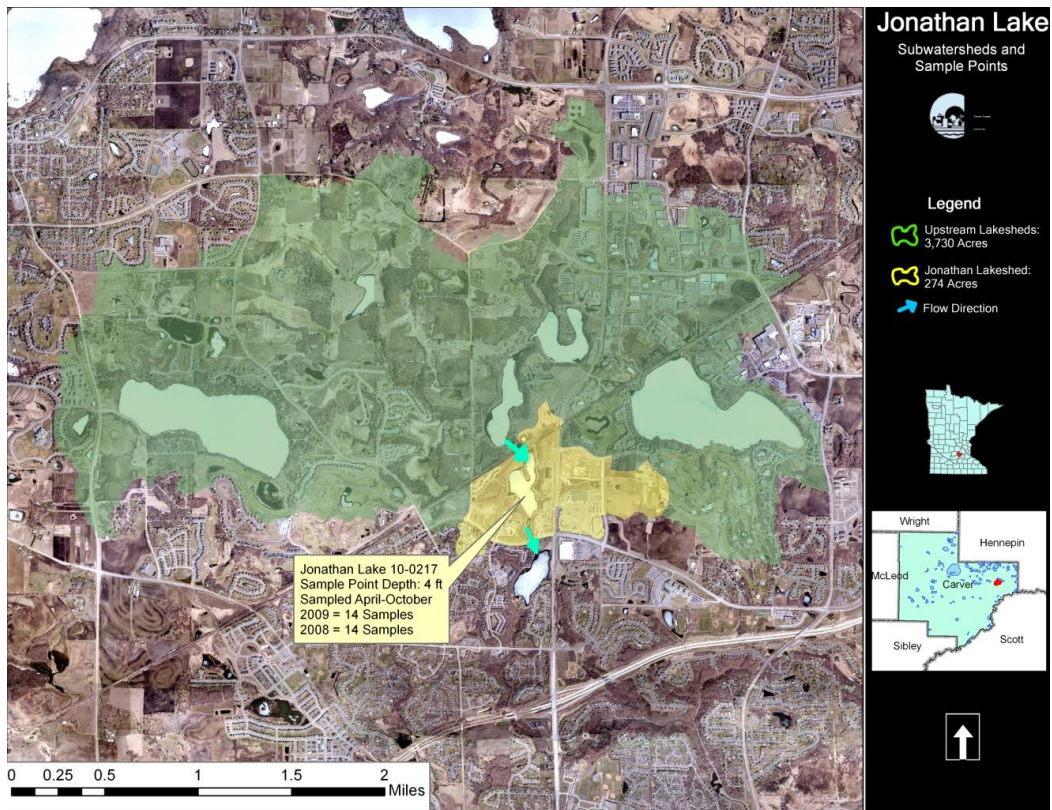 Jonathan Lake
Subwatersheds and
Sample Points
Legend
Upstream Lakesheds:
3,730 Acres
Jonathan Lakeshed:
274 Acres
Flow Direction
Jonathan Lake 10-0217
Sample Point Depth: 4 ft
Sampled April-October
2009 = 14 Samples
2008 = 14 Samples
Wright
Hennepin
McLeod
Carver
Sibley
Scott
0 0.25 0.5 1 1.5 2
Miles